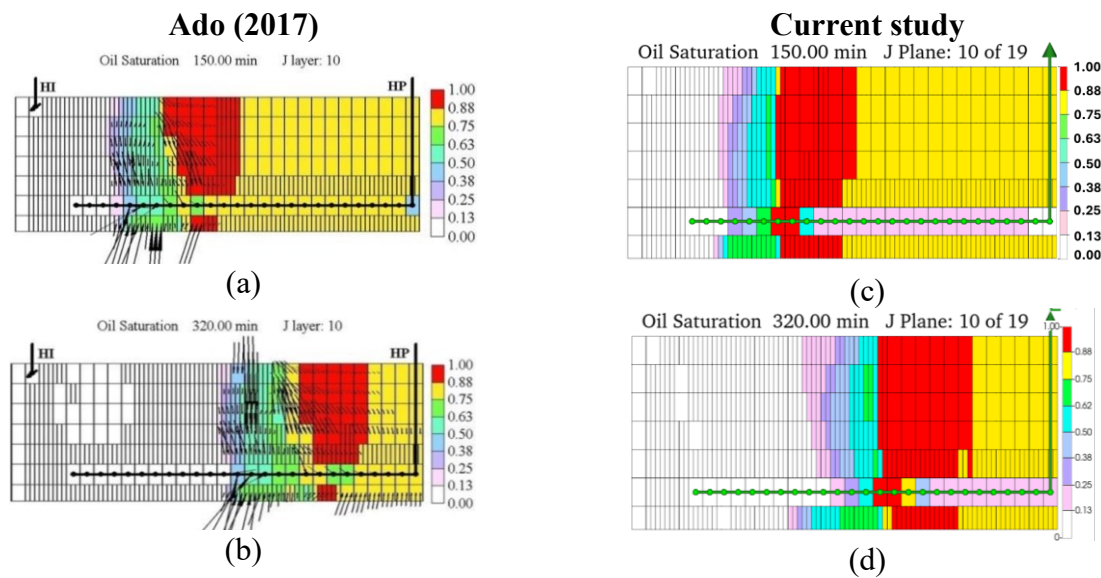 Ado (2017)
Oil Saturation 150.00 min J layer: 10
HI
HP
1.00
0.88
0.75
0.63
0.50
0.38
0.25
0.13
0.00
(a)
Oil Saturation 320.00 min J layer: 10
HI
HP
1.00
0.88
0.75
0.63
0.50
0.38
0.25
0.13
0.00
(b)
Current study
Oil Saturation 150.00 min J Plane: 10 of 19
1.00
0.88
0.75
0.63
0.50
0.38
0.25
0.13
0.00
(c)
Oil Saturation 320.00 min J Plane: 10 of 19
1.00
0.88
0.75
0.62
0.50
0.38
0.25
0.13
0
(d)